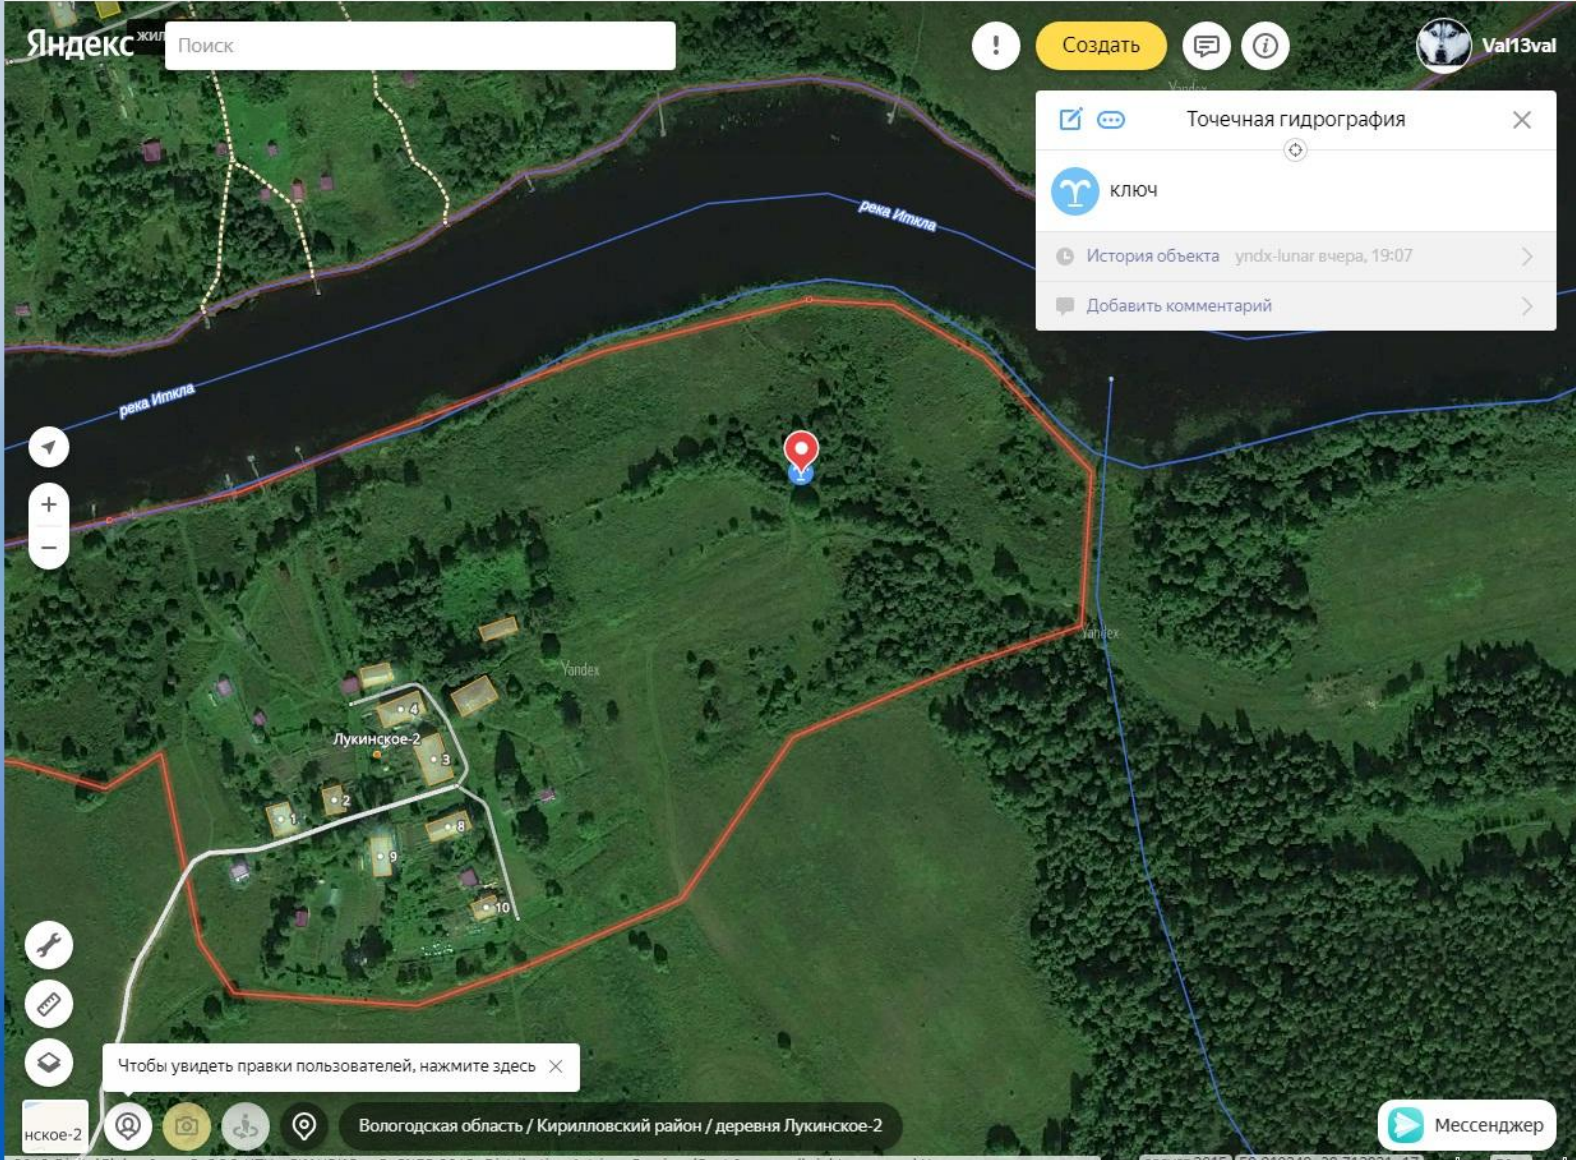 Яндекс
Поиск
Создать
Val13val
Yandex
Точечная гидрография
ключ
История объекта yndx-lunar вчера, 19:07
Добавить комментарий
река Иткла
река Иткла
Yandex
Yandex
4
Лукинское-2
3
2
1
8
9
10
Чтобы увидеть правки пользователей, нажмите здесь
нское-2
Вологодская область / Кирилловский район / деревня Лукинское-2
Мессенджер